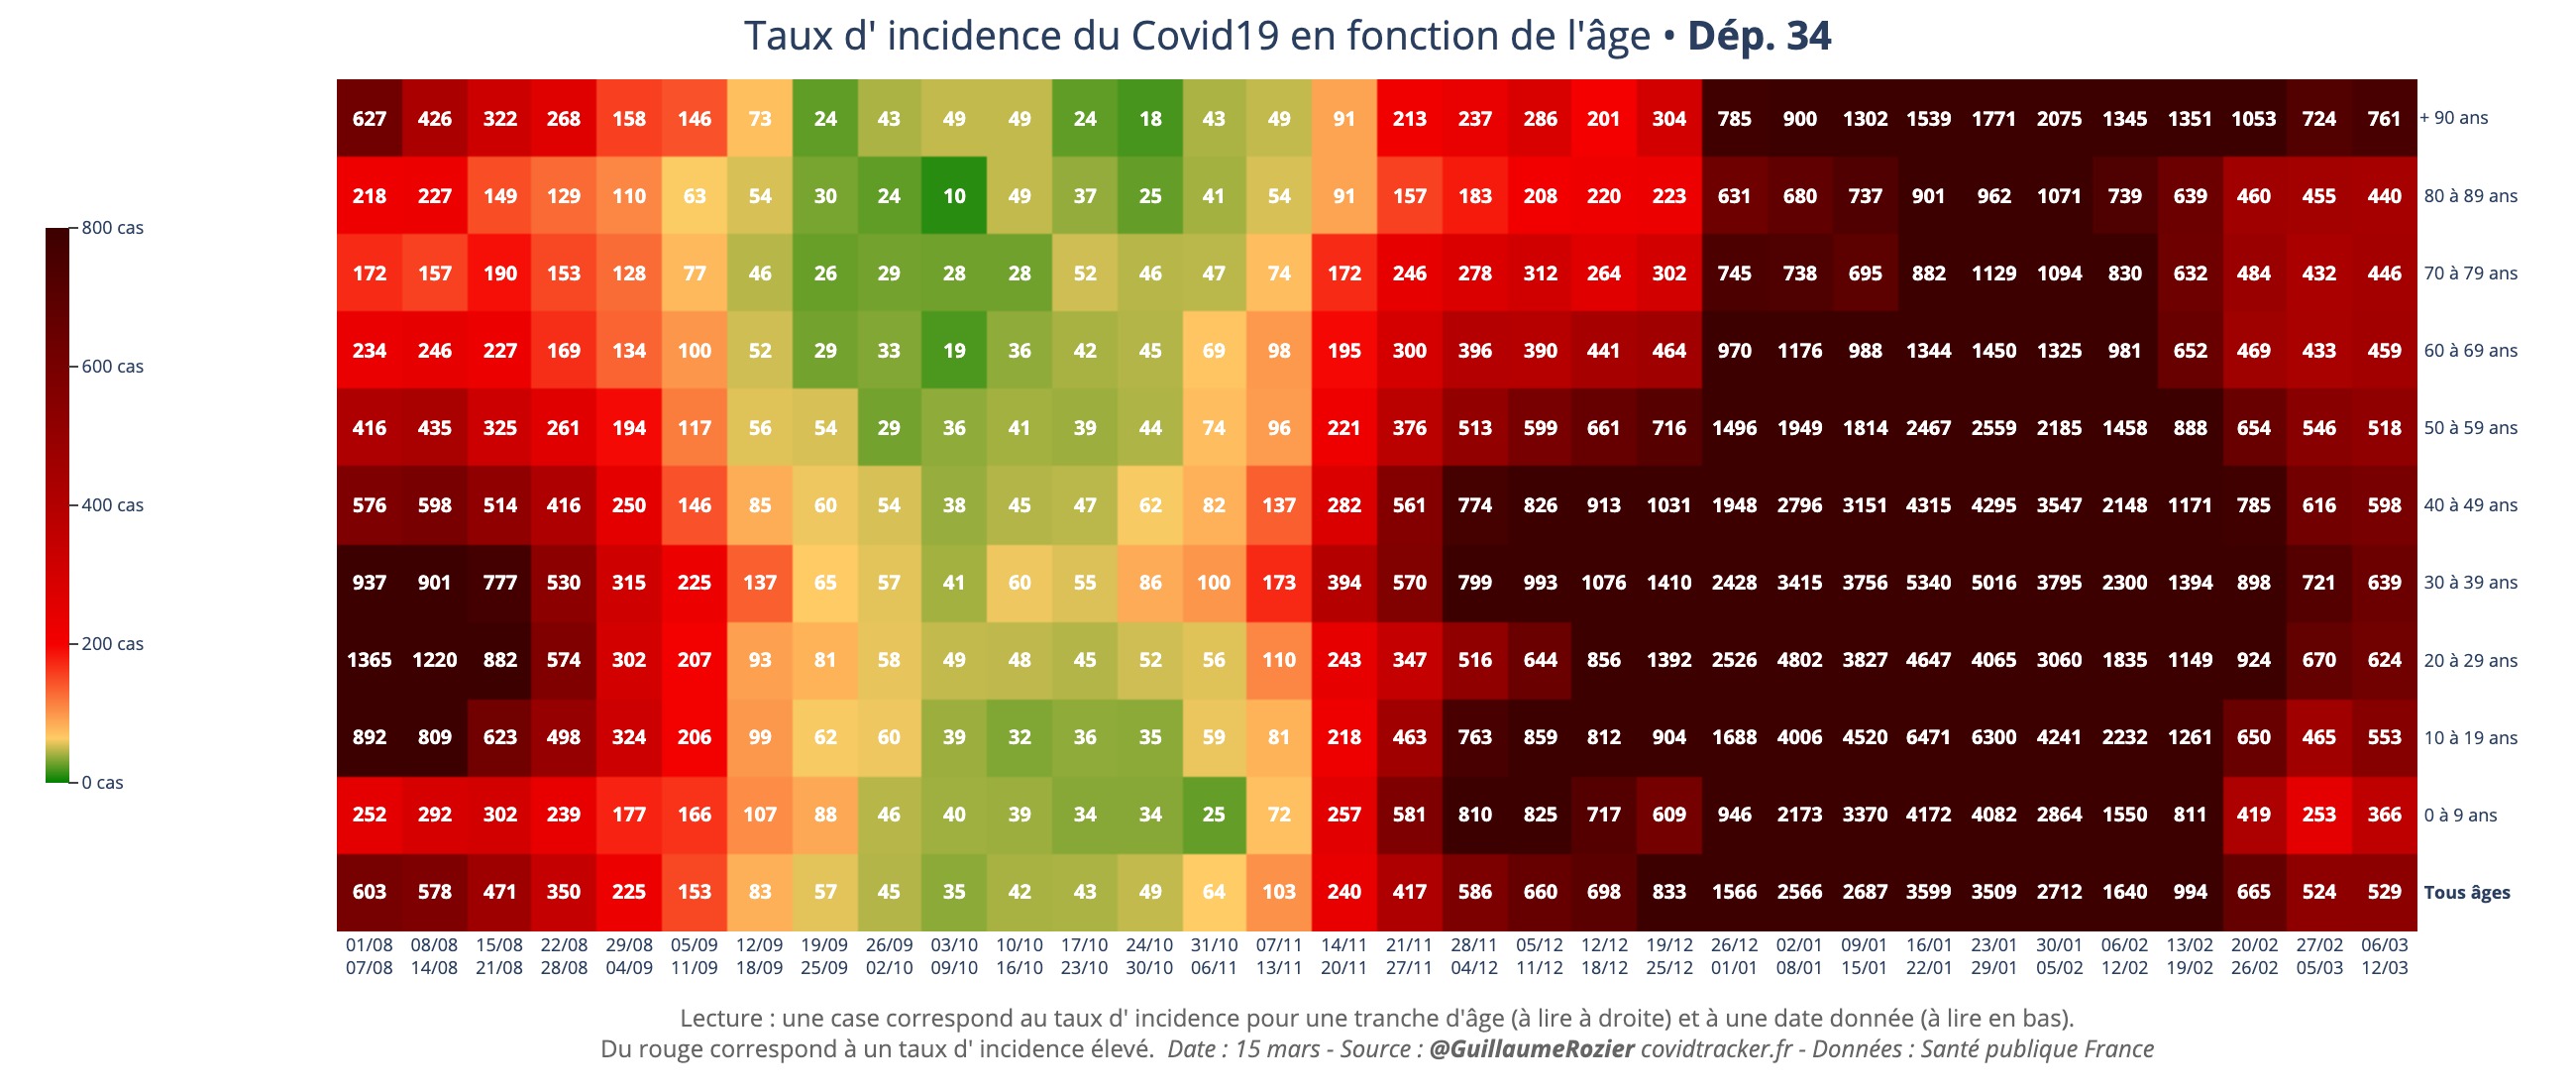 Taux d' incidence du Covid19 en fonction de l'âge • Dép. 34
627 426 322 268 158 146 73 24 43 49 49 24 18 43 49 91 213 237 286 201 304 785 900 1302 1539 1771 2075 1345 1351 1053 724 761 + 90 ans
218 227 149 129 110 63 54 30 24 10 49 37 25 41 54 91 157 183 208 220 223 631 680 737 901 962 1071 739 639 460 455 440 80 à 89 ans
800 cas
172 157 190 153 128 77 46 26 29 28 28 52 46 47 74 172 246 278 312 264 302 745 738 695 882 1129 1094 830 632 484 432 446 70 à 79 ans
234 246 227 169 134 100 52 29 33 19 36 42 45 69 98 195 300 396 390 441 464 970 1176 988 1344 1450 1325 981 652 469 433 459 60 à 69 ans
600 cas
416 435 325 261 194 117 56 54 29 36 41 39 44 74 96 221 376 513 599 661 716 1496 1949 1814 2467 2559 2185 1458 888 654 546 518 50 à 59 ans
400 cas
576 598 514 416 250 146 85 60 54 38 45 47 62 82 137 282 561 774 826 913 1031 1948 2796 3151 4315 4295 3547 2148 1171 785 616 598 40 à 49 ans
937 901 777 530 315 225 137 65 57 41 60 55 86 100 173 394 570 799 993 1076 1410 2428 3415 3756 5340 5016 3795 2300 1394 898 721 639 30 à 39 ans
200 cas
1365 1220 882 574 302 207 93 81 58 49 48 45 52 56 110 243 347 516 644 856 1392 2526 4802 3827 4647 4065 3060 1835 1149 924 670 624 20 à 29 ans
892 809 623 498 324 206 99 62 60 39 32 36 35 59 81 218 463 763 859 812 904 1688 4006 4520 6471 6300 4241 2232 1261 650 465 553 10 à 19 ans
0 cas
252 292 302 239 177 166 107 88 46 40 39 34 34 25 72 257 581 810 825 717 609 946 2173 3370 4172 4082 2864 1550 811 419 253 366 0 à 9 ans
603 578 471 350 225 153 83 57 45 35 42 43 49 64 103 240 417 586 660 698 833 1566 2566 2687 3599 3509 2712 1640 994 665 524 529 Tous âges
01/08 08/08 15/08 22/08 29/08 05/09 12/09 19/09 26/09 03/10 10/10 17/10 24/10 31/10 07/11 14/11 21/11 28/11 05/12 12/12 19/12 26/12 02/01 09/01 16/01 23/01 30/01 06/02 13/02 20/02 27/02 06/03
07/08 14/08 21/08 28/08 04/09 11/09 18/09 25/09 02/10 09/10 16/10 23/10 30/10 06/11 13/11 20/11 27/11 04/12 11/12 18/12 25/12 01/01 08/01 15/01 22/01 29/01 05/02 12/02 19/02 26/02 05/03 12/03
Lecture : une case correspond au taux d' incidence pour une tranche d'âge (à lire à droite) et à une date donnée (à lire en bas).
Du rouge correspond à un taux d' incidence élevé. Date : 15 mars - Source : @GuillaumeRozier covidtracker.fr - Données : Santé publique France